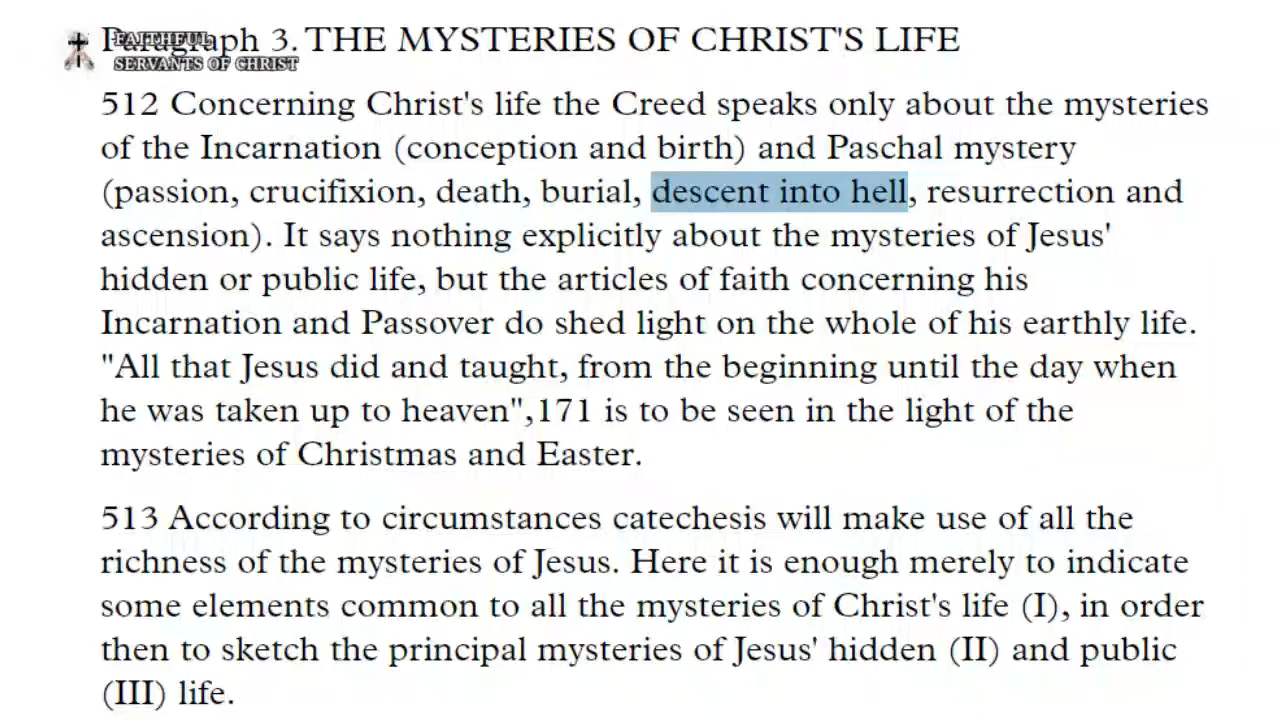 Paragraph 3. THE MYSTERIES OF CHRIST'S LIFE
FAITHFUL
SERVANTS OF CHRIST
512 Concerning Christ's life the Creed speaks only about the mysteries
of the Incarnation (conception and birth) and Paschal mystery
(passion, crucifixion, death, burial, descent into hell, resurrection and
ascension). It says nothing explicitly about the mysteries of Jesus'
hidden or public life, but the articles of faith concerning his
Incarnation and Passover do shed light on the whole of his earthly life.
"All that Jesus did and taught, from the beginning until the day when
he was taken up to heaven",171 is to be seen in the light of the
mysteries of Christmas and Easter.
513 According to circumstances catechesis will make use of all the
richness of the mysteries of Jesus. Here it is enough merely to indicate
some elements common to all the mysteries of Christ's life (I), in order
then to sketch the principal mysteries of Jesus' hidden (II) and public
(III) life.